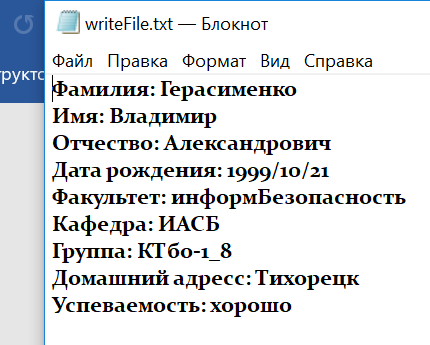 writeFile.txt — Блокнот
Файл Правка Формат Вид Справка
рукто
Фамилия: Герасименко
Имя: Владимир
Отчество: Александрович
Дата рождения: 1999/10/21
Факультет: информБезопасность
Кафедра: ИАСБ
Группа: КТбо-1_8
Домашний адресс: Тихорецк
Успеваемость: хорошо